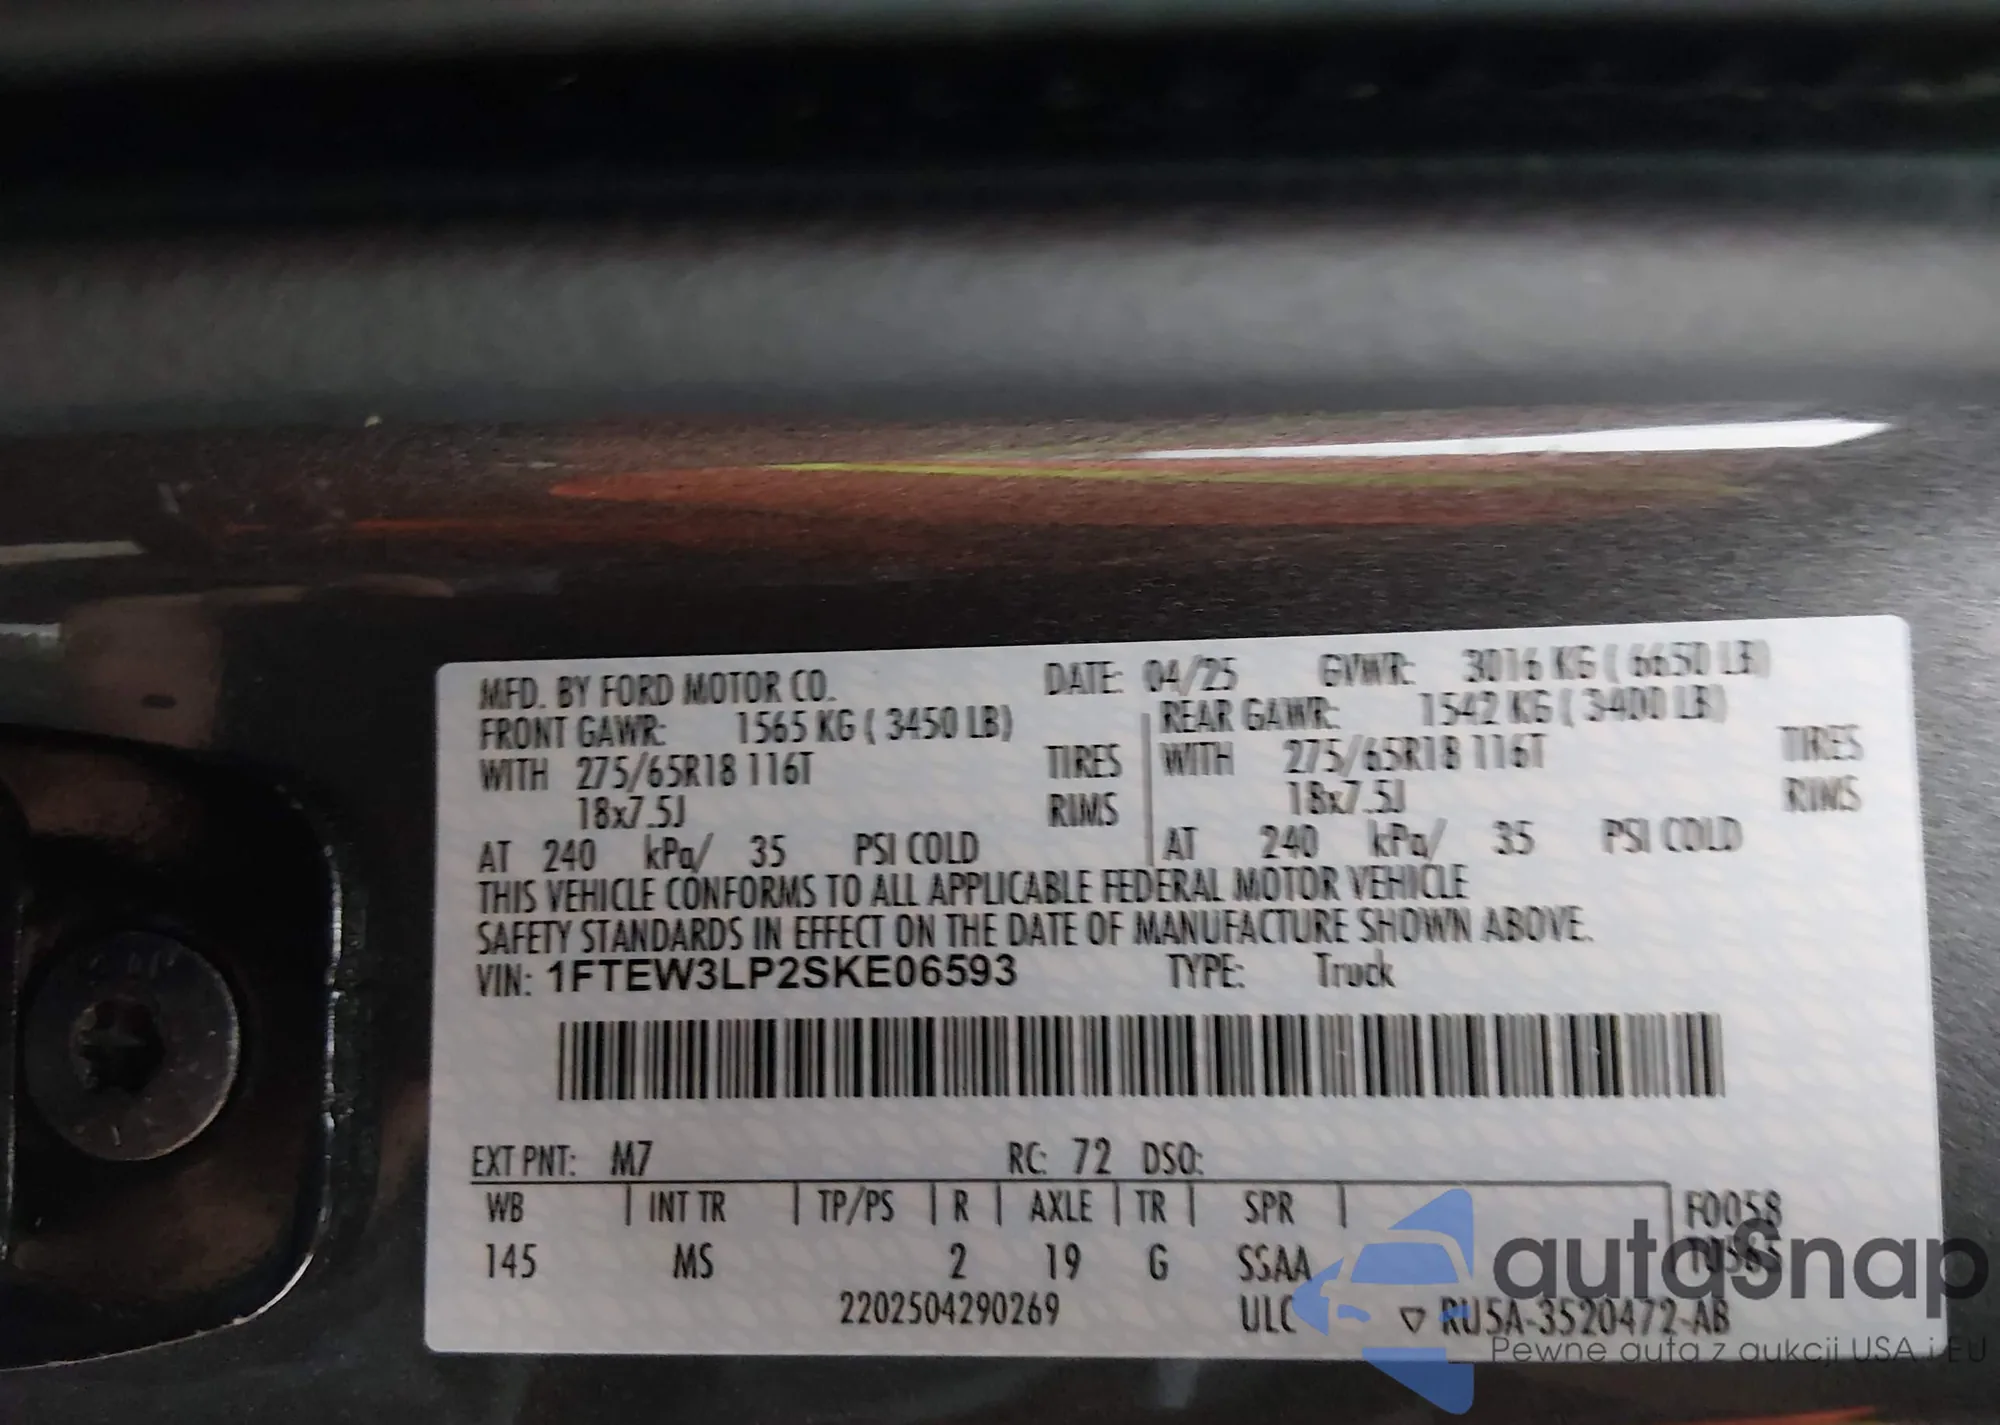 MFD. BY FORD MOTOR CO. DATE: 04/25 GVWR: 3016 KG ( 6650 LB)
FRONT GAWR: 1565 KG ( 3450 LB) REAR GAWR: 1542 KG ( 3400 LB)
WITH 275/65R18 116T TIRES WITH 275/65R18 116T TIRES
18x7.5J RIMS 18x7.5J RIMS
AT 240 kPa/ 35 PSI COLD AT 240 kPa/ 35 PSI COLD
THIS VEHICLE CONFORMS TO ALL APPLICABLE FEDERAL MOTOR VEHICLE
SAFETY STANDARDS IN EFFECT ON THE DATE OF MANUFACTURE SHOWN ABOVE.
VIN: 1FTEW3LP2SKE06593 TYPE: Truck
EXT PNT: M7 RC: 72 DSO:
WB INT TR TP/PS R AXLE TR SPR F0058
145 MS 2 19 G SSAA
2202504290269 ULC ▽ RU5A-3520472-AB
autaSnap
Pewne auta z aukcji USA i EU